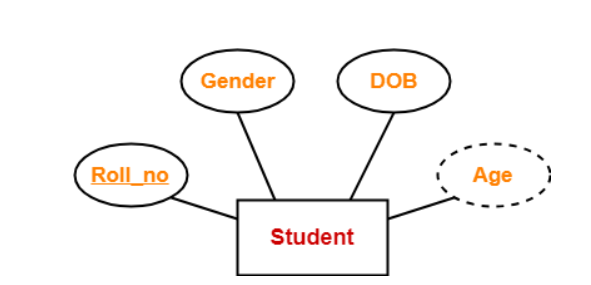 Gender
DOB
Roll_no
Age
Student